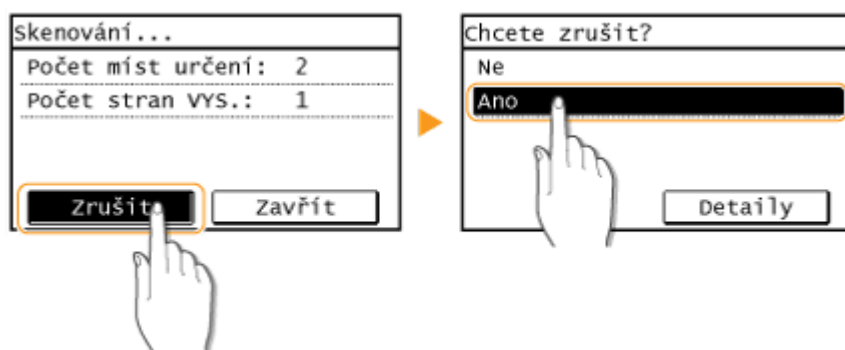 Skenování...
Počet míst určení: 2
Počet stran VYS.: 1
Zrušit
Zavřít
Chcete zrušit?
Ne
Ano
Detaily